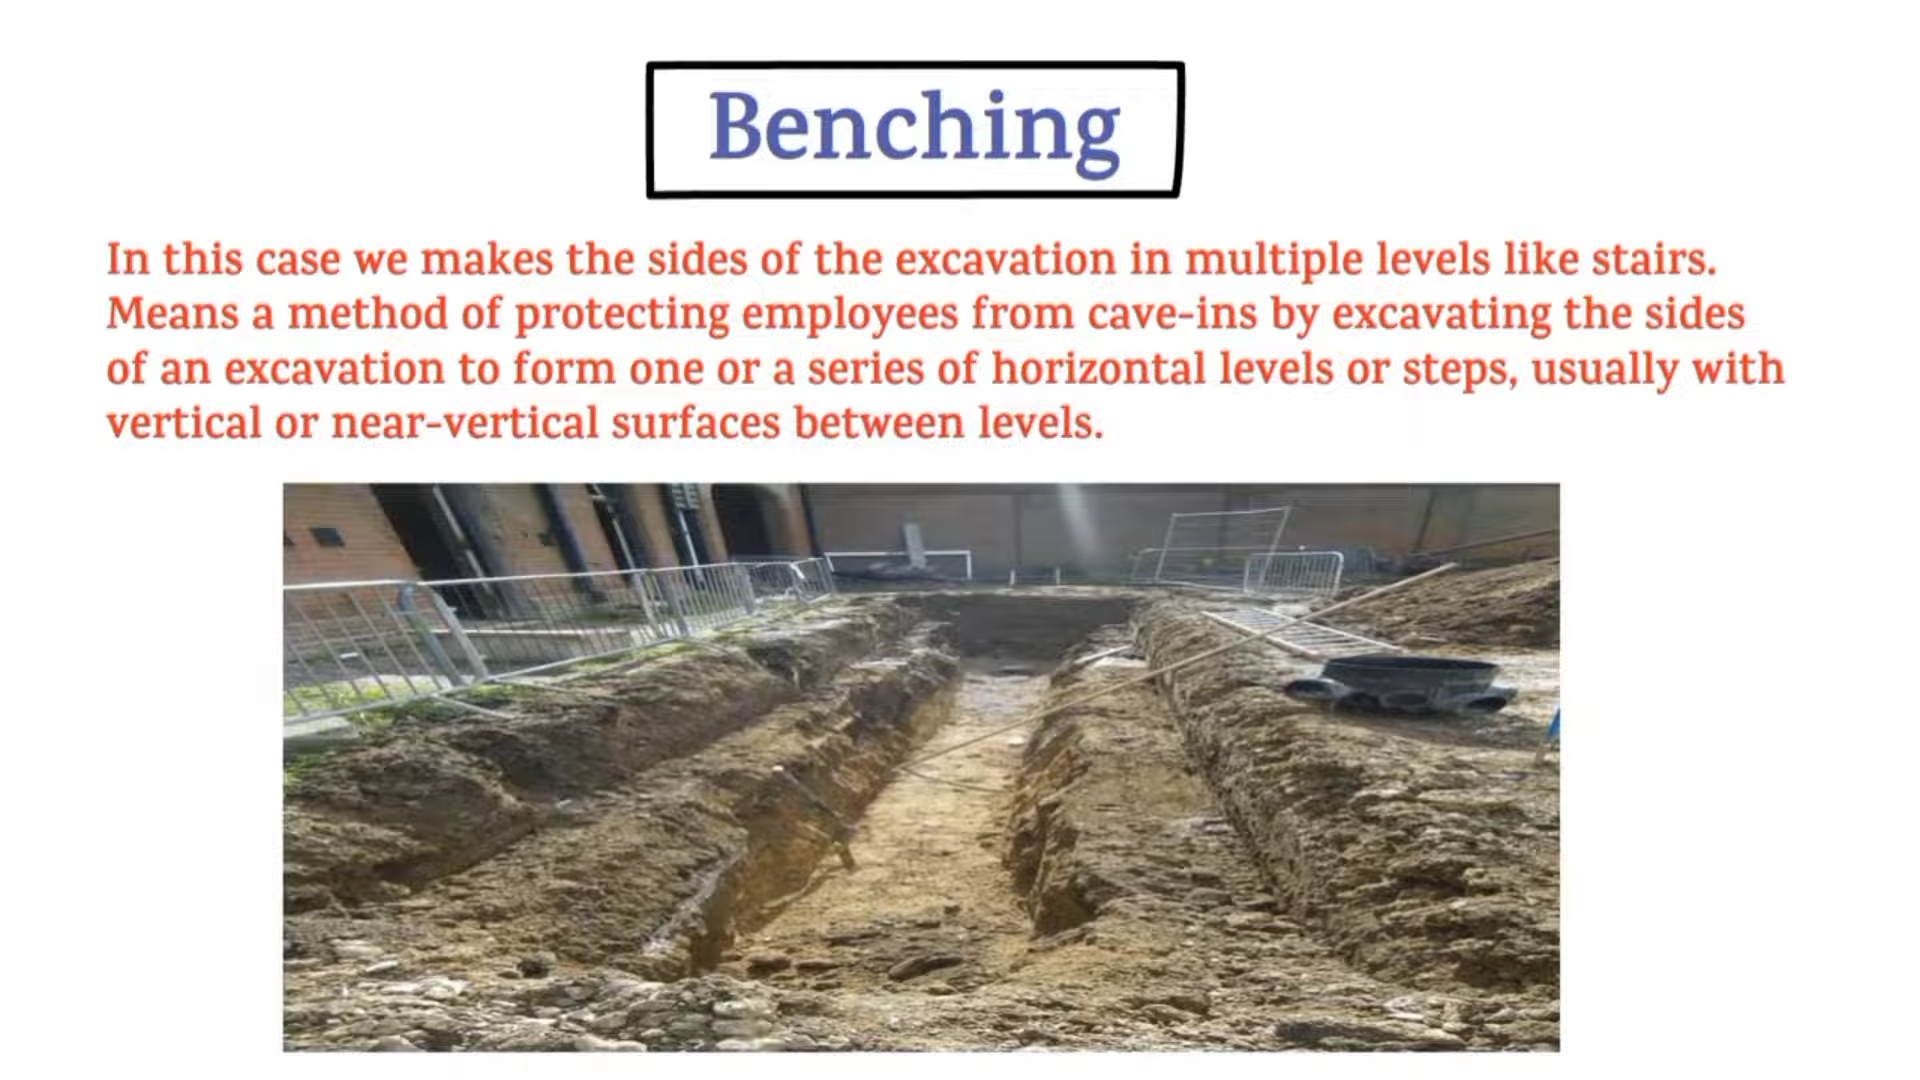 Benching
In this case we makes the sides of the excavation in multiple levels like stairs.
Means a method of protecting employees from cave-ins by excavating the sides
of an excavation to form one or a series of horizontal levels or steps, usually with
vertical or near-vertical surfaces between levels.